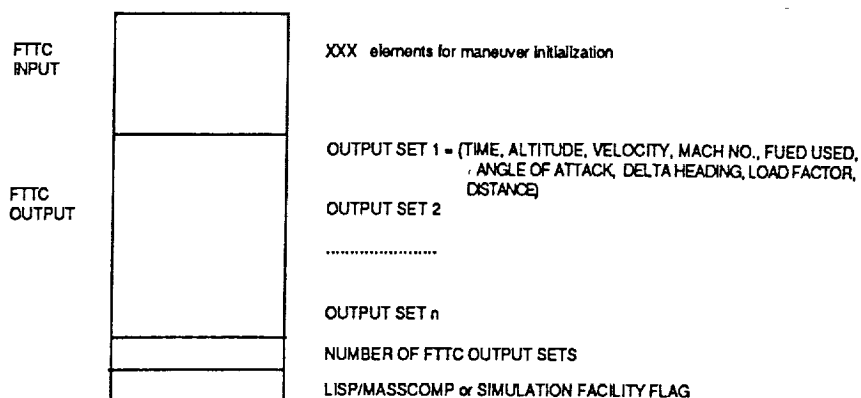 FTTC
INPUT
XXX elements for maneuver initialization
OUTPUT SET 1 = {TIME, ALTITUDE, VELOCITY, MACH NO., FUED USED,
ANGLE OF ATTACK, DELTA HEADING, LOAD FACTOR,
DISTANCE}
FTTC
OUTPUT
OUTPUT SET 2
.......................
OUTPUT SET n
NUMBER OF FTTC OUTPUT SETS
LISP/MASSCOMP or SIMULATION FACILITY FLAG